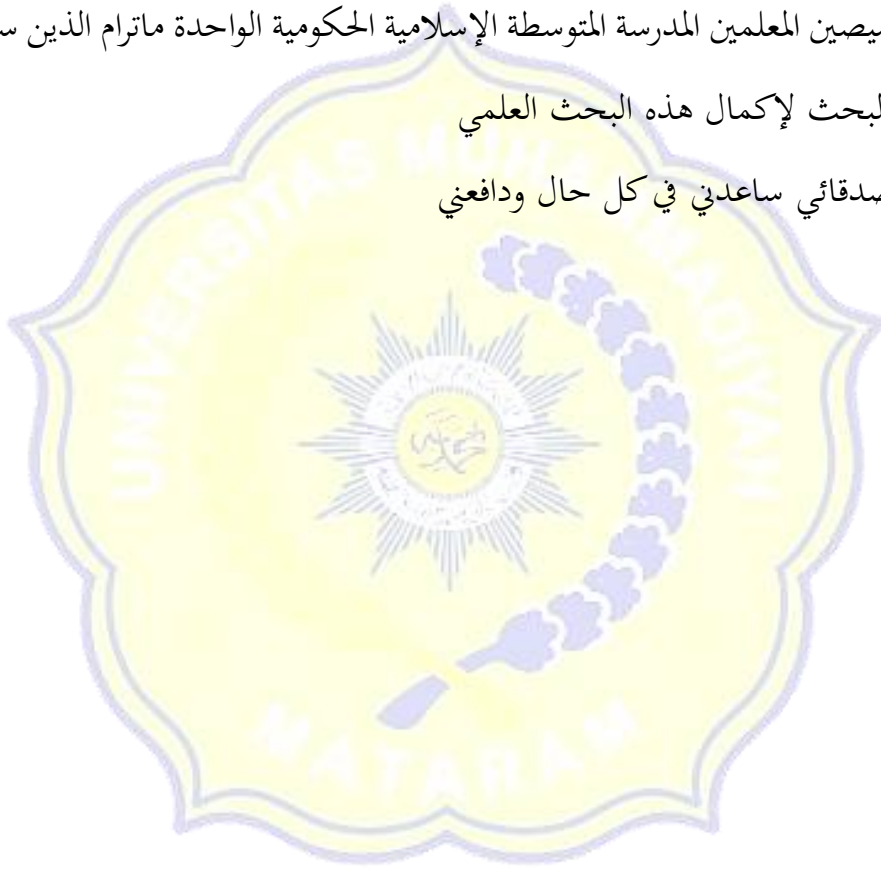 المعلمين المدرسة المتوسطة الإسلامية الحكومية الواحدة ماترام الذين
لإكمال هذه البحث العلمي
ساعدني في كل حال ودافعني
UNIVERSITAS MUHAMMADIYAH
MATARAM